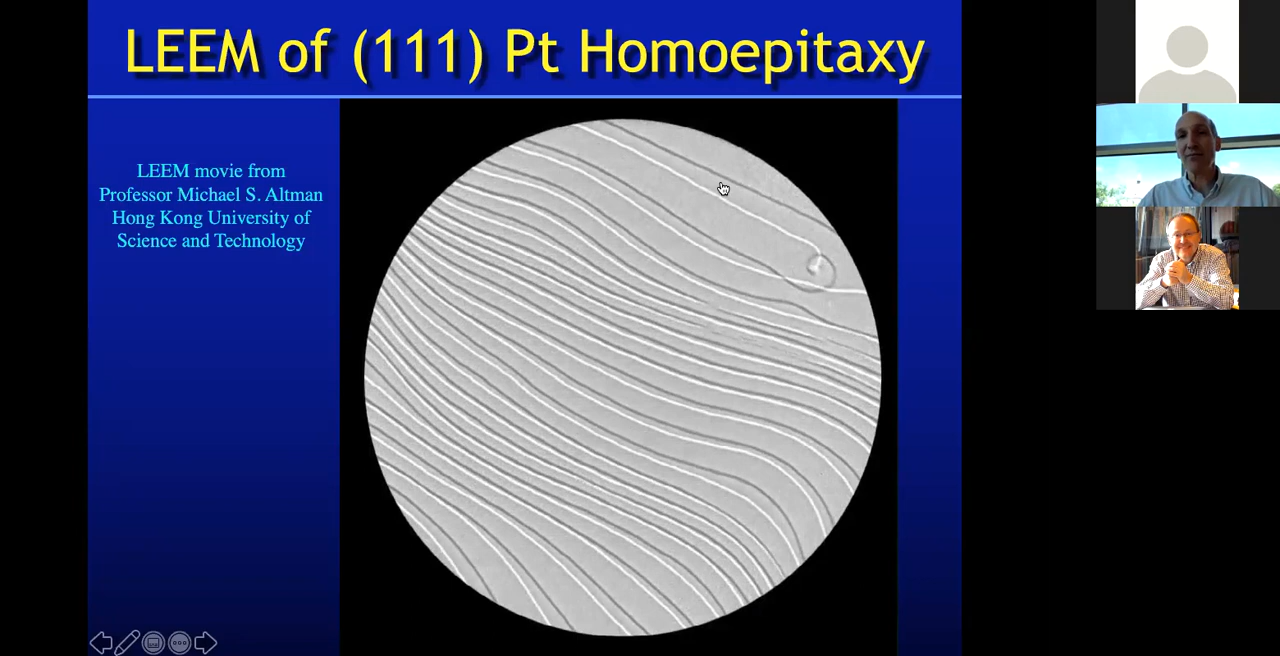 LEEM of (111) Pt Homoepitaxy
LEEM movie from
Professor Michael S. Altman
Hong Kong University of
Science and Technology